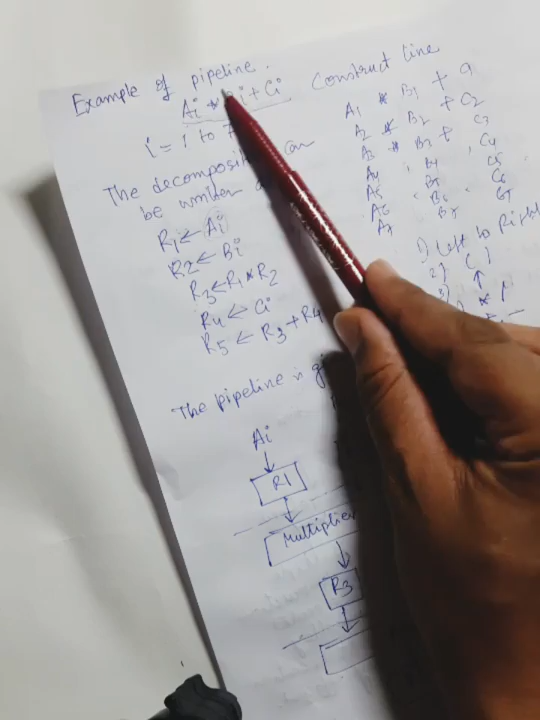 Example of pipeline.
Ai * Bi + Ci Construct line
i = 1 to 7
The decomposit can
be written a
R1 ← Ai
R2 ← Bi
R3 ← R1 * R2
R4 ← Ci
R5 ← R3 + R4
A1 * B1 +
A2 * B2 + C2
A3 * B3 + C3
A4 B4 C4
A5 B5 C5
A6 B6 C6
A7 B7 C7
1) Left to Right
2) ( )
3) ↑
* /
The pipeline is gi
Ai
R1
Multiplier
R3